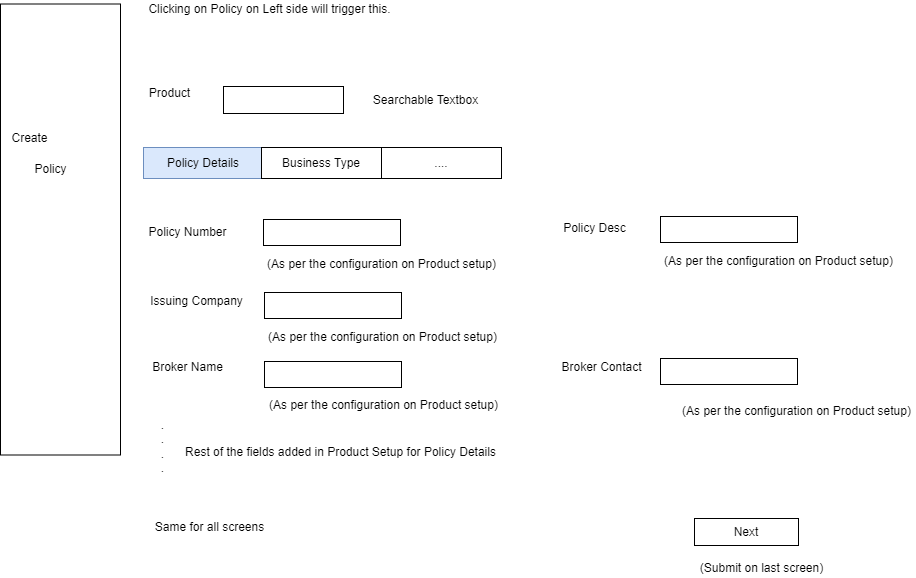 Clicking on Policy on Left side will trigger this.
Product
Searchable Textbox
Create
Policy
Policy Details
Business Type
....
Policy Number
Policy Desc
(As per the configuration on Product setup)
(As per the configuration on Product setup)
Issuing Company
(As per the configuration on Product setup)
Broker Name
Broker Contact
(As per the configuration on Product setup)
(As per the configuration on Product setup)
.
.
.
.
Rest of the fields added in Product Setup for Policy Details
Same for all screens
Next
(Submit on last screen)